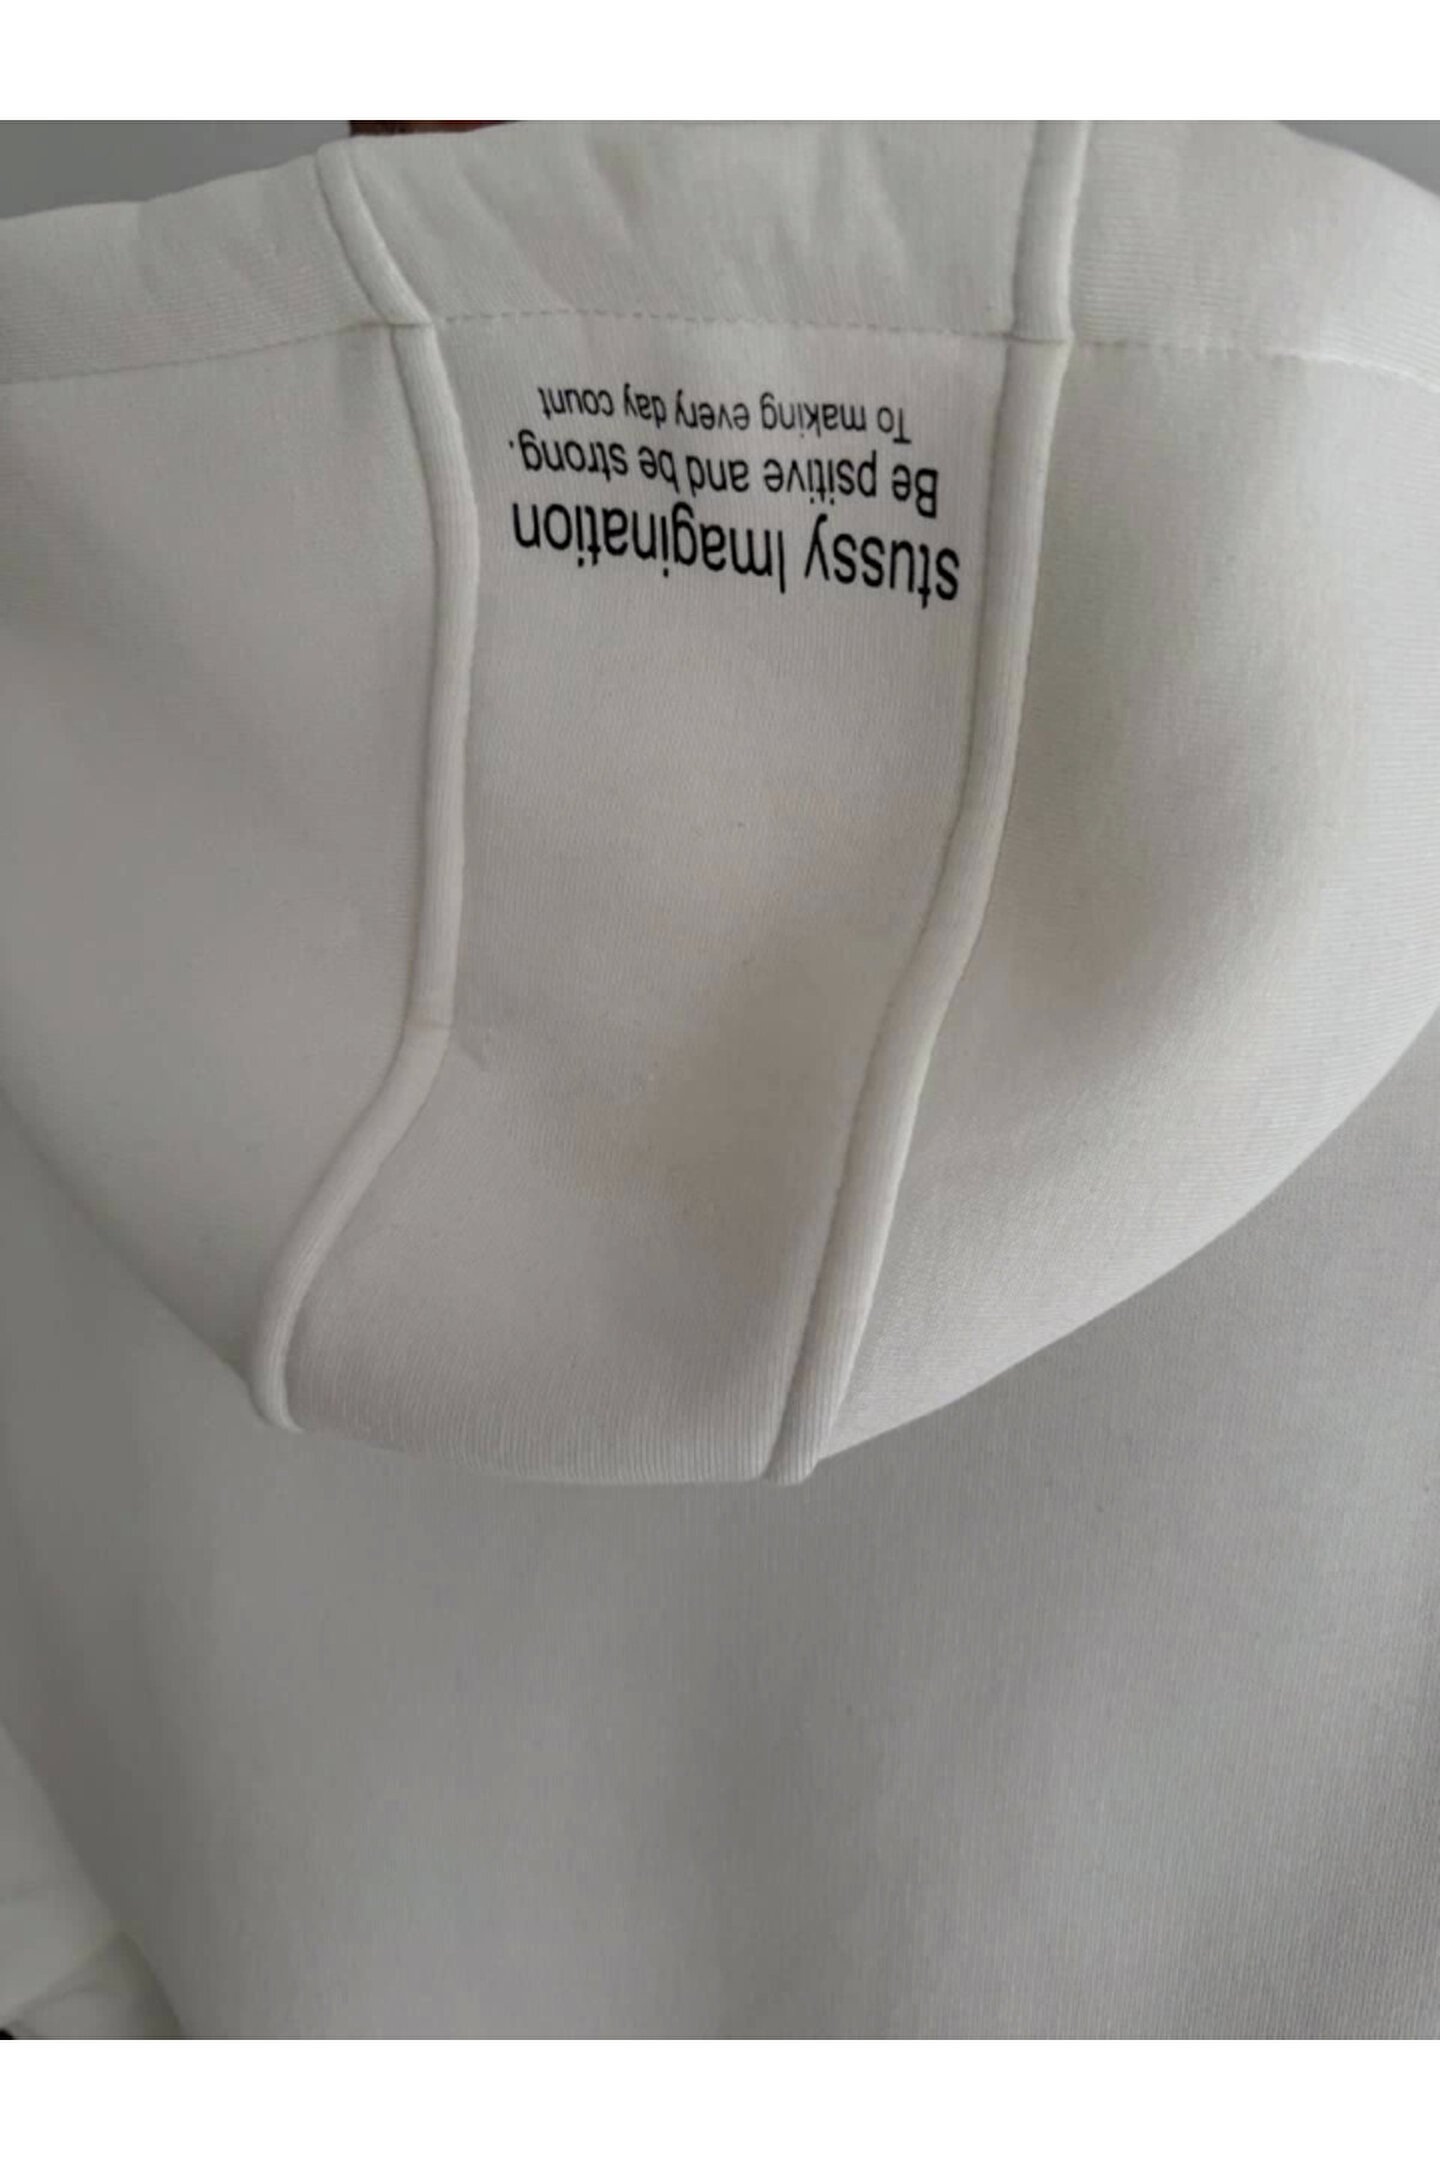 stussy Imagination
Be psitive and be strong.
To making every day count